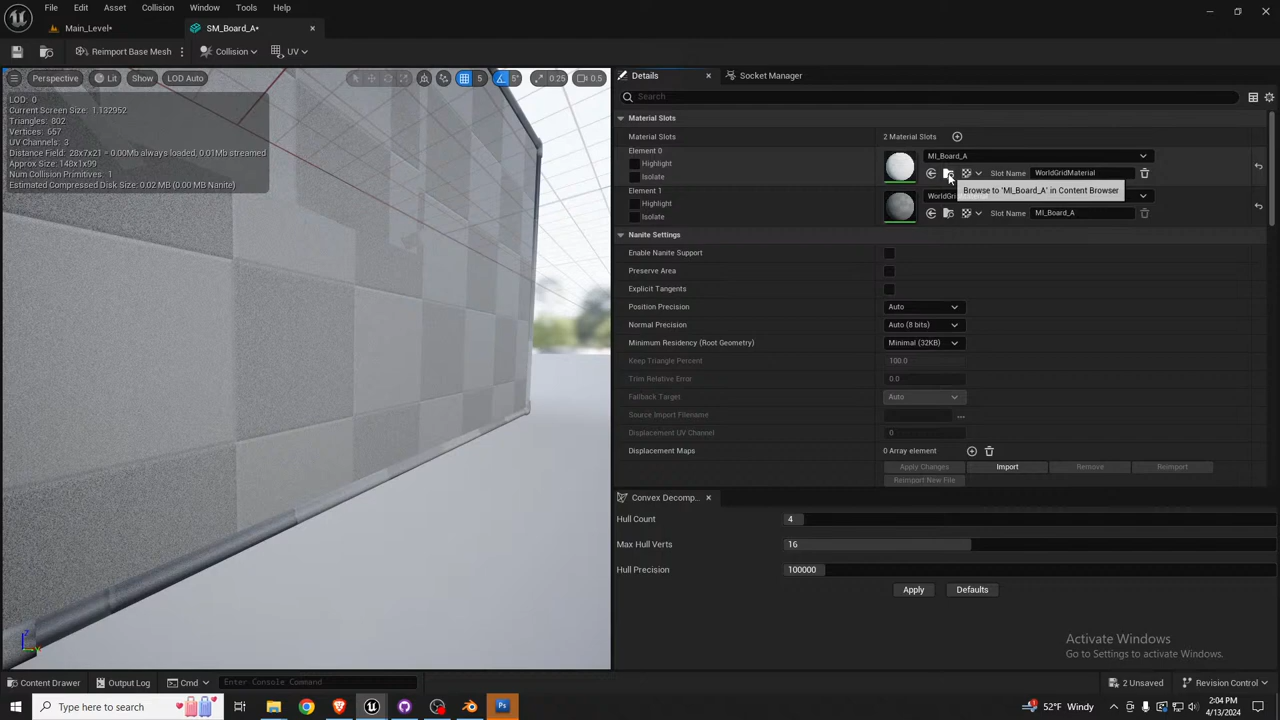 File Edit Asset Collision Window Tools Help
Main_Level*
SM_Board_A*
Reimport Base Mesh
Collision
UV
Perspective
Lit
Show
LOD Auto
5
5°
0.25
0.5
LOD: 0
Current Screen Size: 1.132952
Triangles: 802
Vertices: 657
UV Channels: 3
Distance Field: 28x7x21 = 0.00Mb always loaded, 0.01Mb streamed
Approx Size: 148x1x99
Num Collision Primitives: 1
Estimated Compressed Disk Size: 0.02 MB (0.00 MB Nanite)
Details
Socket Manager
Search
Material Slots
Material Slots
2 Material Slots
Element 0
Highlight
Isolate
MI_Board_A
Slot Name
WorldGridMaterial
Browse to 'MI_Board_A' in Content Browser
Element 1
Highlight
Isolate
Slot Name
MI_Board_A
Nanite Settings
Enable Nanite Support
Preserve Area
Explicit Tangents
Position Precision
Auto
Normal Precision
Auto (8 bits)
Minimum Residency (Root Geometry)
Minimal (32KB)
Keep Triangle Percent
100.0
Trim Relative Error
0.0
Fallback Target
Auto
Source Import Filename
Displacement UV Channel
0
Displacement Maps
0 Array element
Apply Changes
Import
Remove
Reimport
Reimport New File
Convex Decomp...
Hull Count
4
Max Hull Verts
16
Hull Precision
100000
Apply
Defaults
Activate Windows
Go to Settings to activate Windows.
Content Drawer
Output Log
Cmd
Enter Console Command
2 Unsaved
Revision Control
Type here to search
Ps
52°F Windy
2:04 PM
4/13/2024